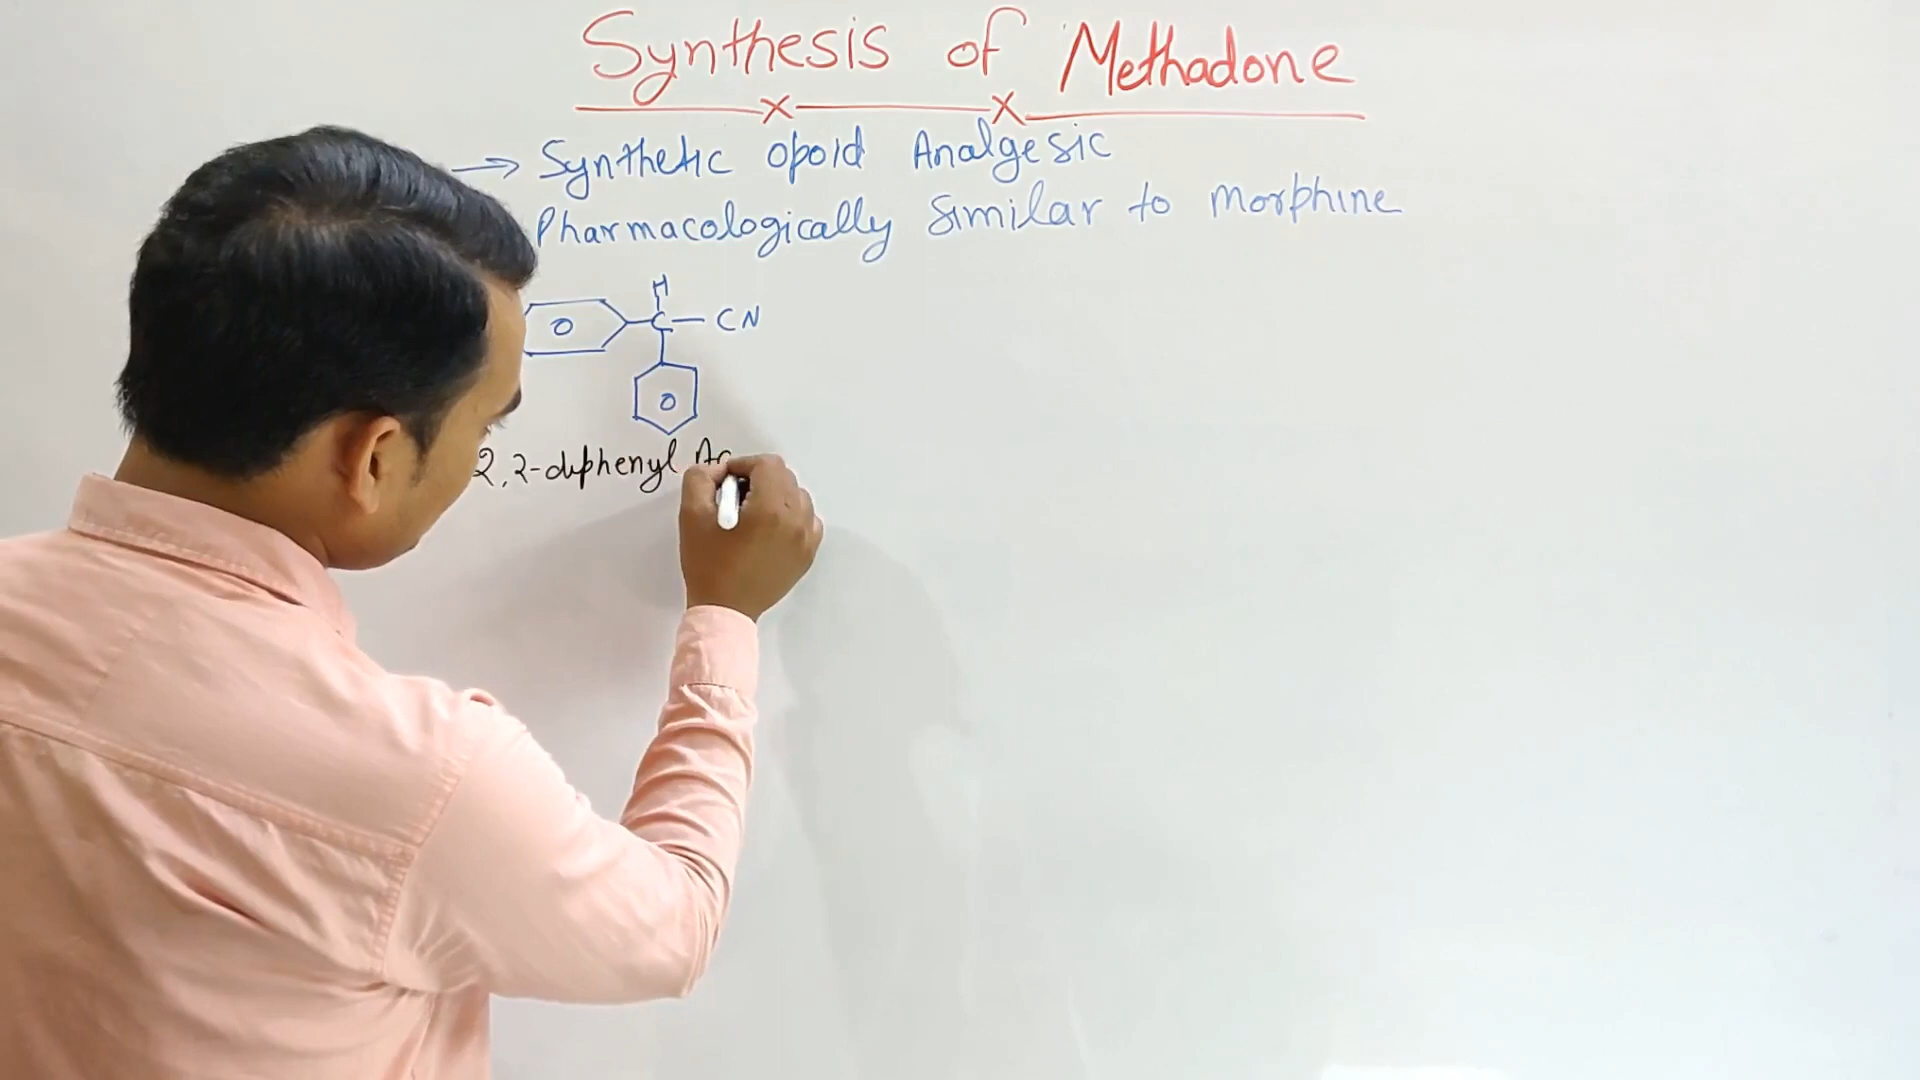 Synthesis of Methadone
→ Synthetic Opoid Analgesic
Pharmacologically Similar to Morphine
H
C - CN
2,2-diphenyl